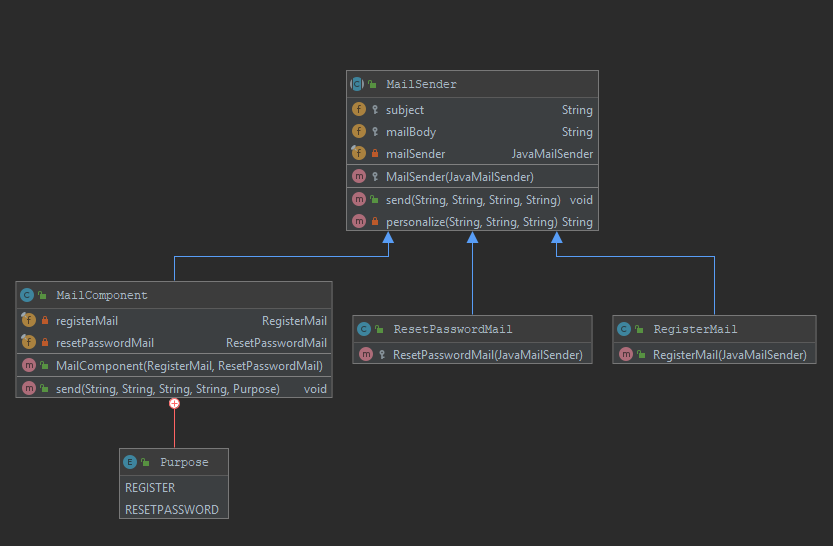 MailSender
subject String
mailBody String
mailSender JavaMailSender
MailSender(JavaMailSender)
send(String, String, String, String) void
personalize(String, String, String) String
MailComponent
registerMail RegisterMail
resetPasswordMail ResetPasswordMail
MailComponent(RegisterMail, ResetPasswordMail)
send(String, String, String, String, Purpose) void
ResetPasswordMail
ResetPasswordMail(JavaMailSender)
RegisterMail
RegisterMail(JavaMailSender)
Purpose
REGISTER
RESETPASSWORD